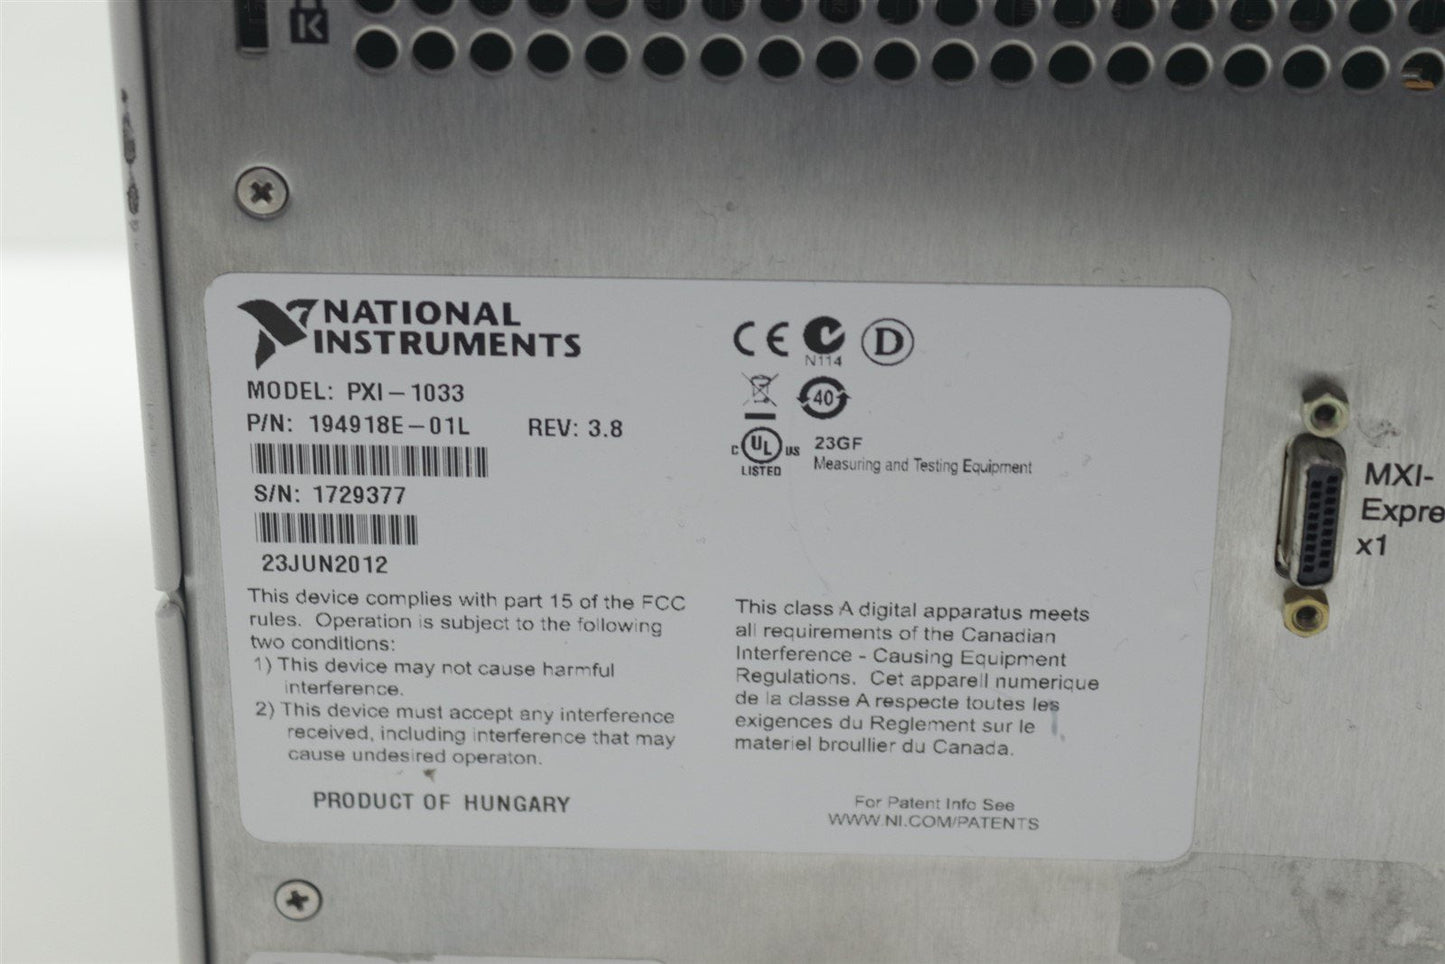 K
NATIONAL
INSTRUMENTS
MODEL: PXI-1033
P/N: 194918E-01L REV: 3.8
S/N: 1729377
23JUN2012
This device complies with part 15 of the FCC
rules. Operation is subject to the following
two conditions:
1) This device may not cause harmful
interference.
2) This device must accept any interference
received, including interference that may
cause undesired operaton.
PRODUCT OF HUNGARY
CE
N114
D
40
C UL US
LISTED
23GF
Measuring and Testing Equipment
This class A digital apparatus meets
all requirements of the Canadian
Interference - Causing Equipment
Regulations. Cet apparell numerique
de la classe A respecte toutes les
exigences du Reglement sur le
materiel broullier du Canada.
For Patent Info See
WWW.NI.COM/PATENTS
MXI-
Expre
x1